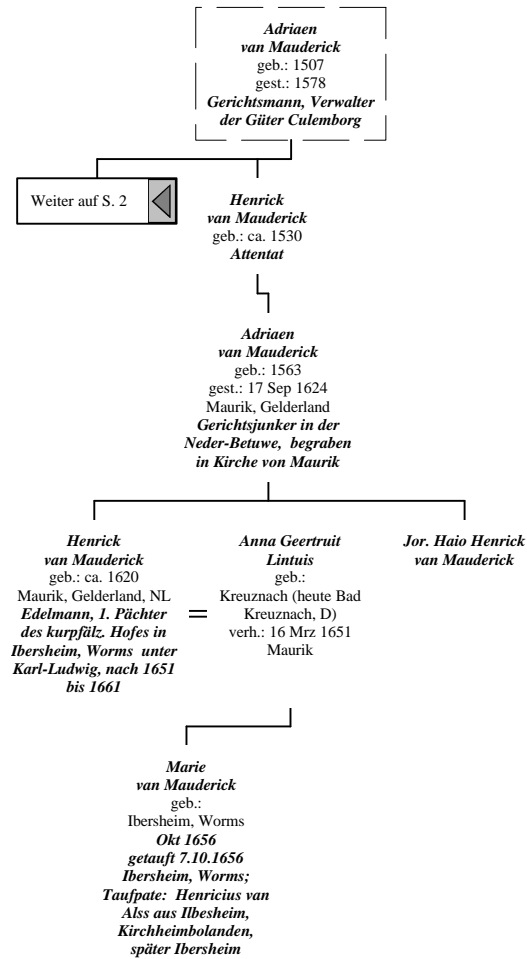 Adriaen
van Mauderick
geb.: 1507
gest.: 1578
Gerichtsmann, Verwalter
der Güter Culemborg
Weiter auf S. 2
Henrick
van Mauderick
geb.: ca. 1530
Attentat
Adriaen
van Mauderick
geb.: 1563
gest.: 17 Sep 1624
Maurik, Gelderland
Gerichtsjunker in der
Neder-Betuwe, begraben
in Kirche von Maurik
Henrick
van Mauderick
geb.: ca. 1620
Maurik, Gelderland, NL
Edelmann, 1. Pächter
des kurpfälz. Hofes in
Ibersheim, Worms unter
Karl-Ludwig, nach 1651
bis 1661
=
Anna Geertruit
Lintuis
geb.:
Kreuznach (heute Bad
Kreuznach, D)
verh.: 16 Mrz 1651
Maurik
Jor. Haio Henrick
van Mauderick
Marie
van Mauderick
geb.:
Ibersheim, Worms
Okt 1656
getauft 7.10.1656
Ibersheim, Worms;
Taufpate: Henricius van
Alss aus Ilbesheim,
Kirchheimbolanden,
später Ibersheim